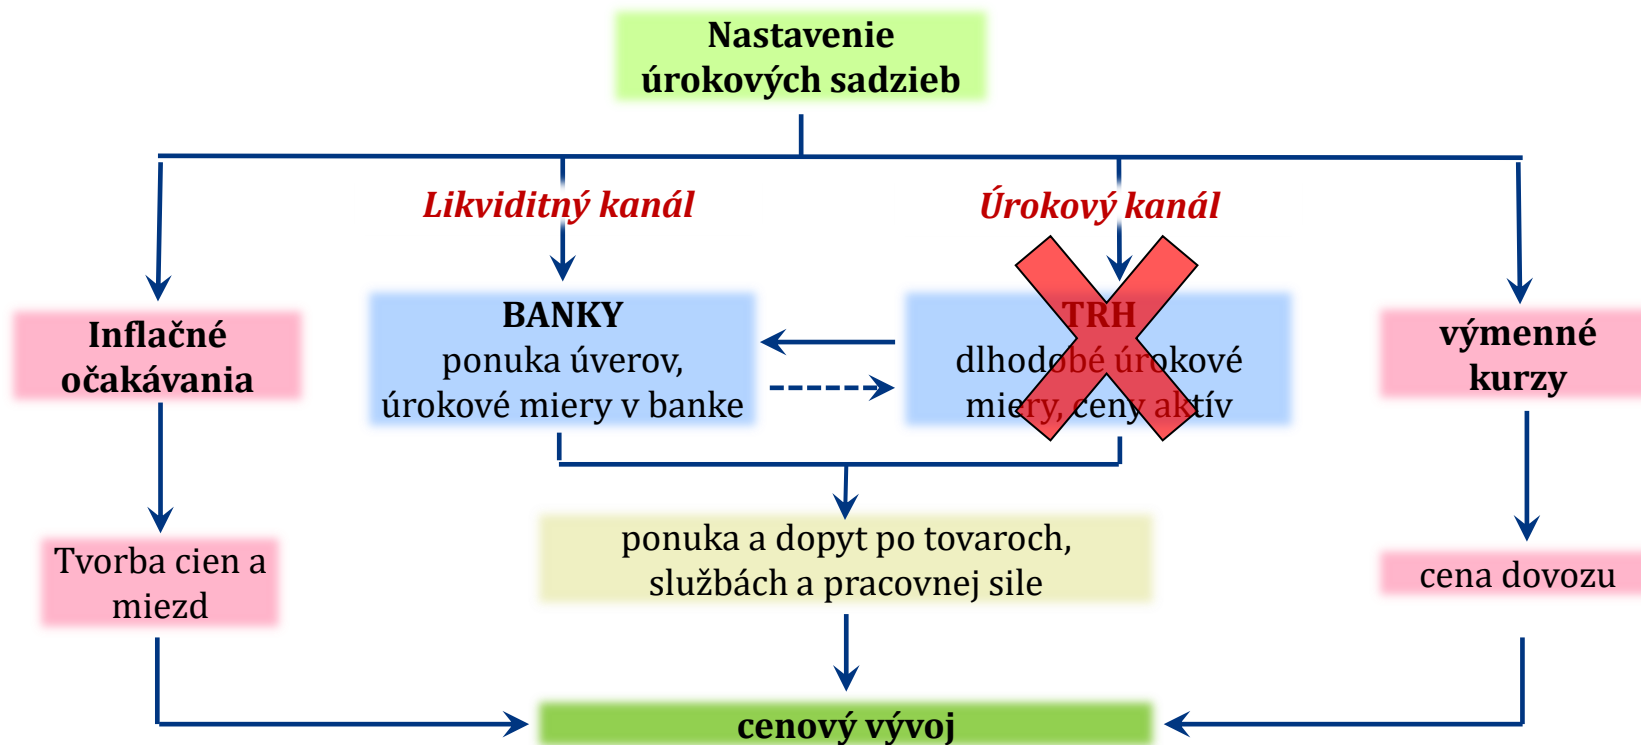 Nastavenie
úrokových sadzieb
Likviditný kanál
Úrokový kanál
Inflačné
očakávania
BANKY
ponuka úverov,
úrokové miery v banke
TRH
dlhodobé úrokové
miery, ceny aktív
výmenné
kurzy
Tvorba cien a
miezd
ponuka a dopyt po tovaroch,
službách a pracovnej sile
cena dovozu
cenový vývoj